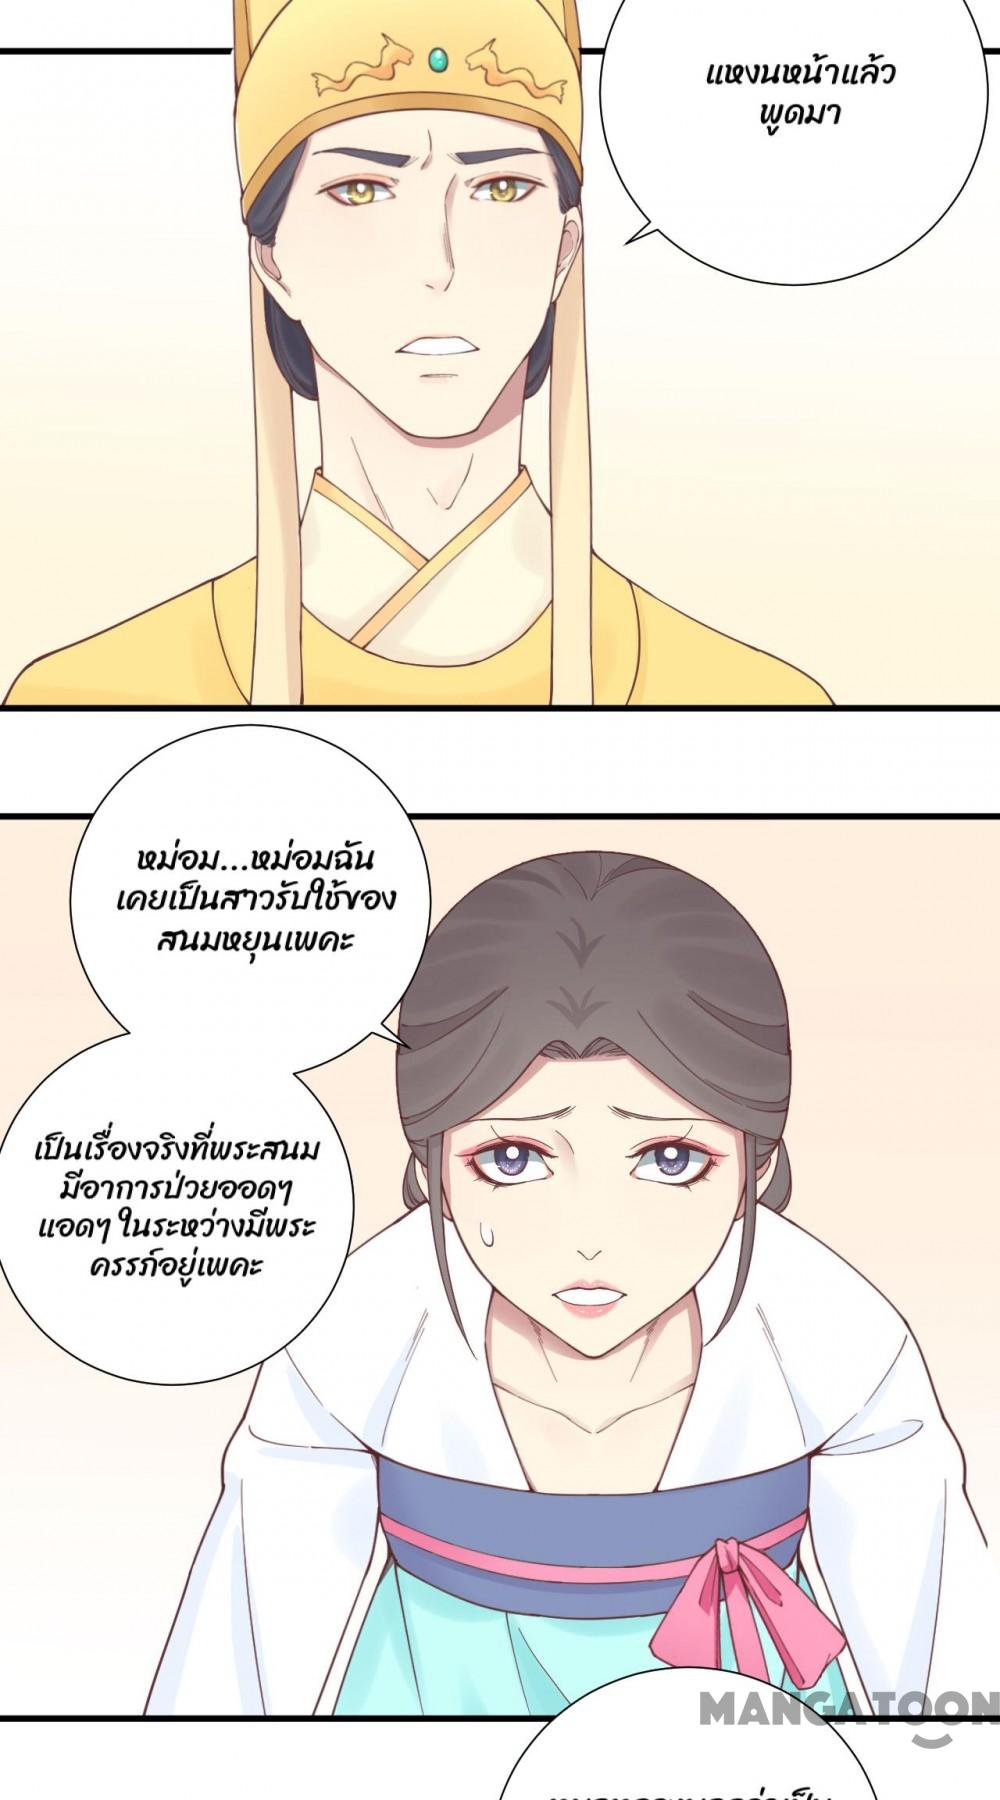 แหงนหน้าแล้ว
พูดมา
หม่อม...หม่อมฉัน
เคยเป็นสาวรับใช้ของ
สนมหยุนเพคะ
เป็นเรื่องจริงที่พระสนม
มีอาการป่วยออดๆ
แอดๆ ในระหว่างมีพระ
ครรภ์อยู่เพคะ
MANGATOON